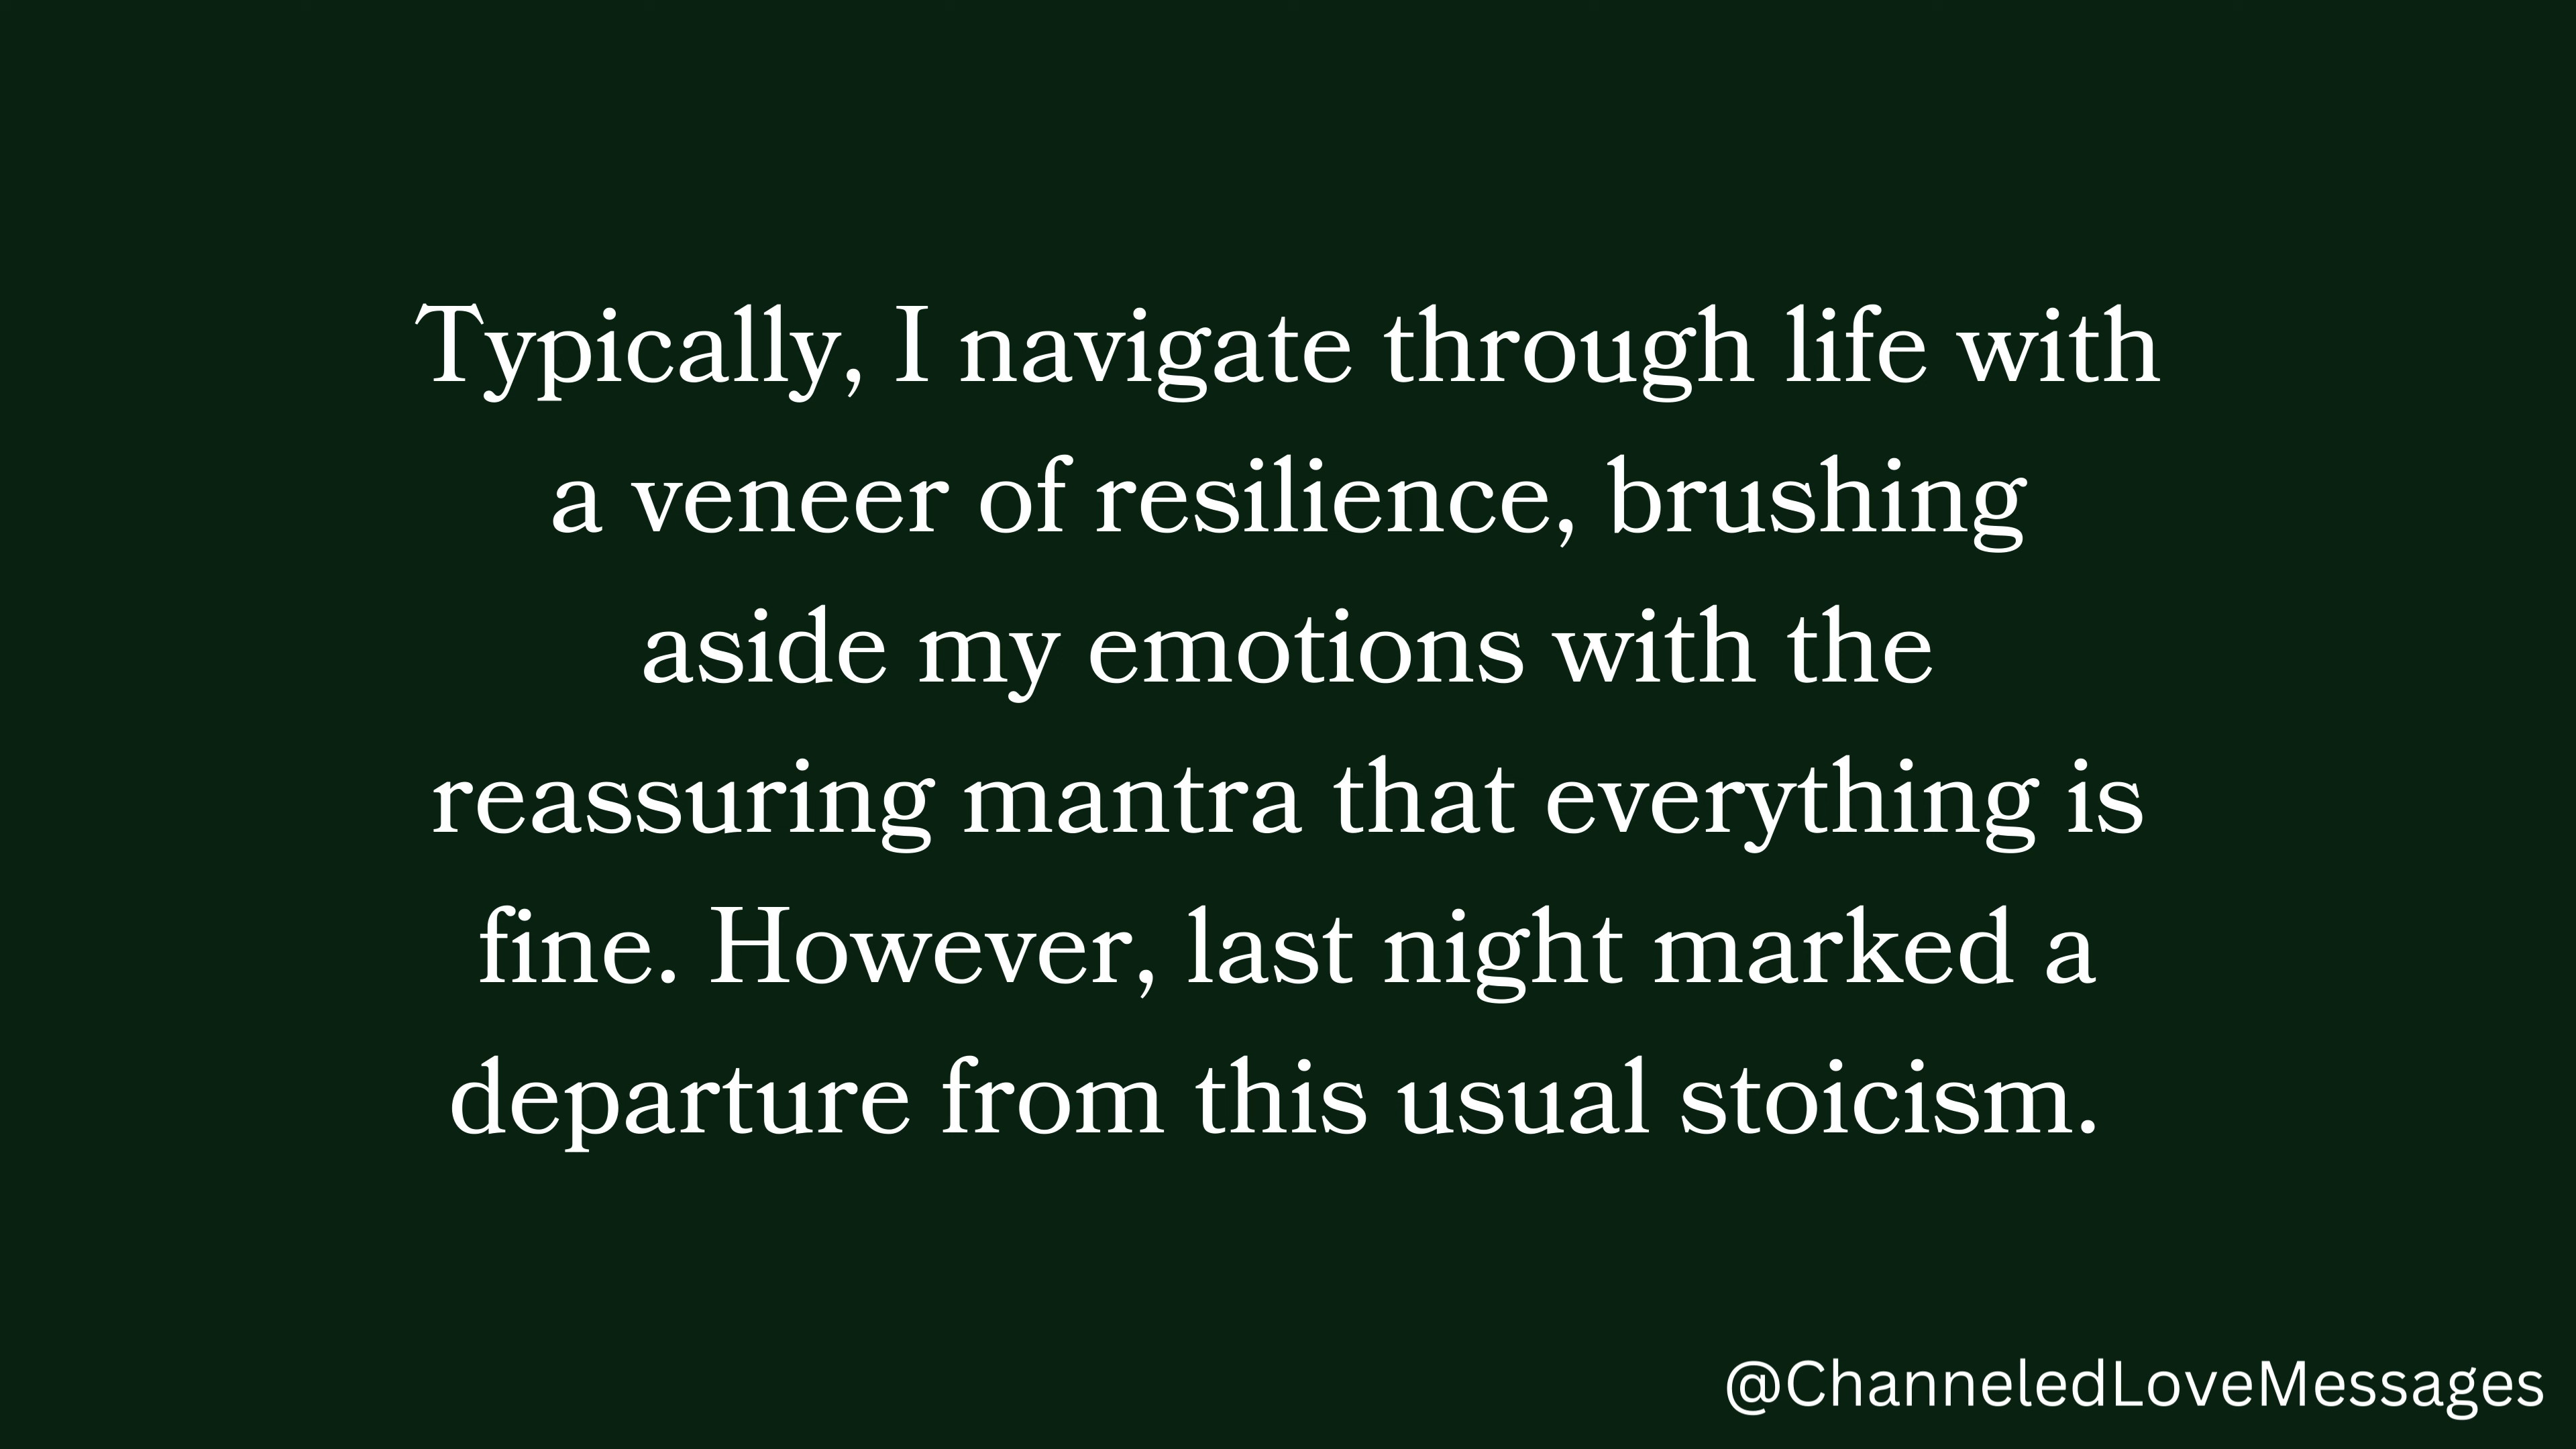 Typically, I navigate through life with
a veneer of resilience, brushing
aside my emotions with the
reassuring mantra that everything is
fine. However, last night marked a
departure from this usual stoicism.
@ChanneledLoveMessages